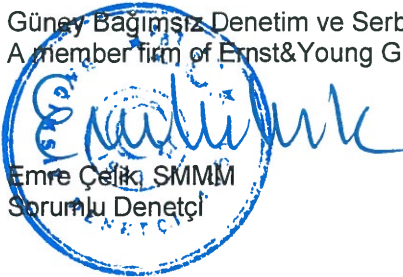 Güney Bağımsız Denetim ve Serb
A member firm of Ernst&Young G
Emre Çelik, SMMM
Sorumlu Denetçi